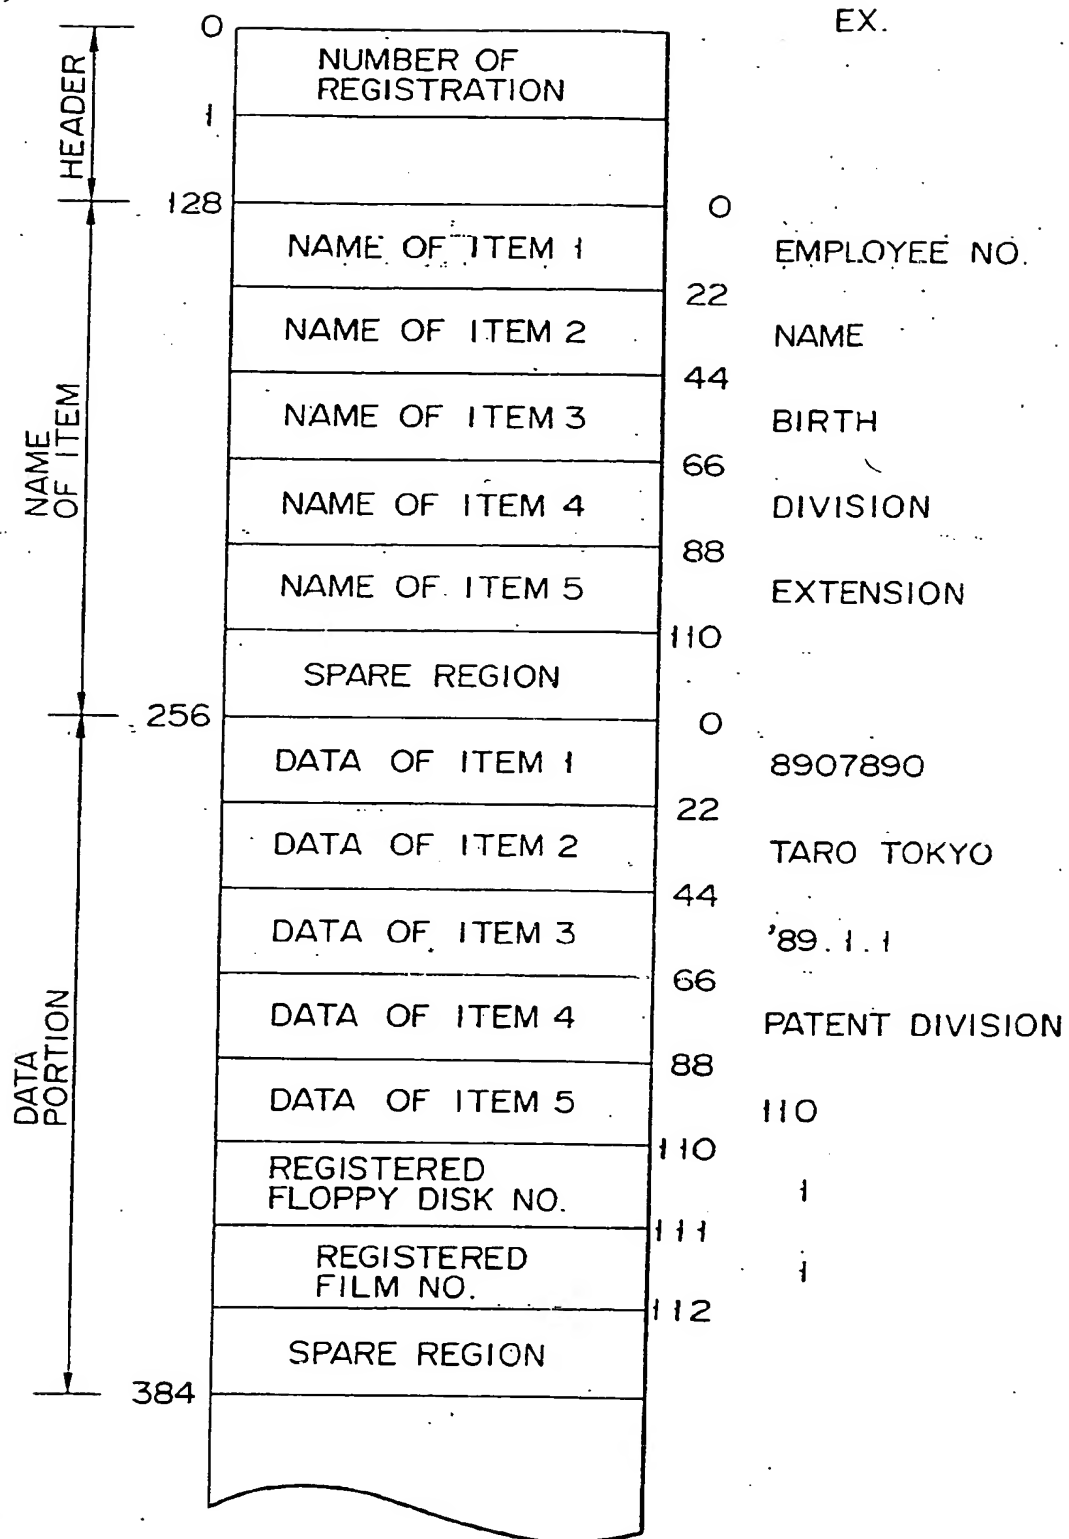 EX.
0
NUMBER OF
REGISTRATION
HEADER
1
128
0
NAME OF ITEM 1
EMPLOYEE NO.
22
NAME OF ITEM 2
NAME
44
NAME OF ITEM 3
BIRTH
NAME
OF ITEM
66
NAME OF ITEM 4
DIVISION
88
NAME OF ITEM 5
EXTENSION
110
SPARE REGION
256
0
DATA OF ITEM 1
8907890
22
DATA OF ITEM 2
TARO TOKYO
44
DATA OF ITEM 3
'89.1.1
66
DATA OF ITEM 4
PATENT DIVISION
DATA
PORTION
88
DATA OF ITEM 5
110
110
REGISTERED
FLOPPY DISK NO.
1
111
REGISTERED
FILM NO.
1
112
SPARE REGION
384